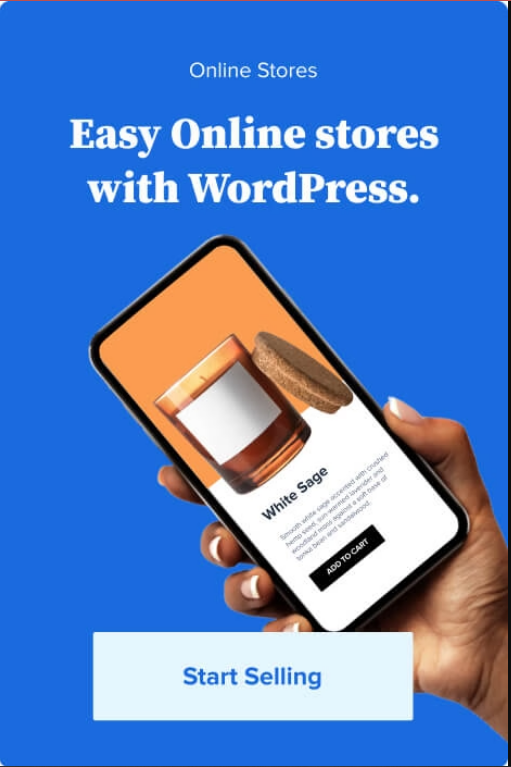 Online Stores
Easy Online stores
with WordPress.
White Sage
Smooth white sage accented with crushed
hemp seed, sun-warmed lavender and
woodland moss against a soft base of
tonka bean and sandalwood.
ADD TO CART
Start Selling